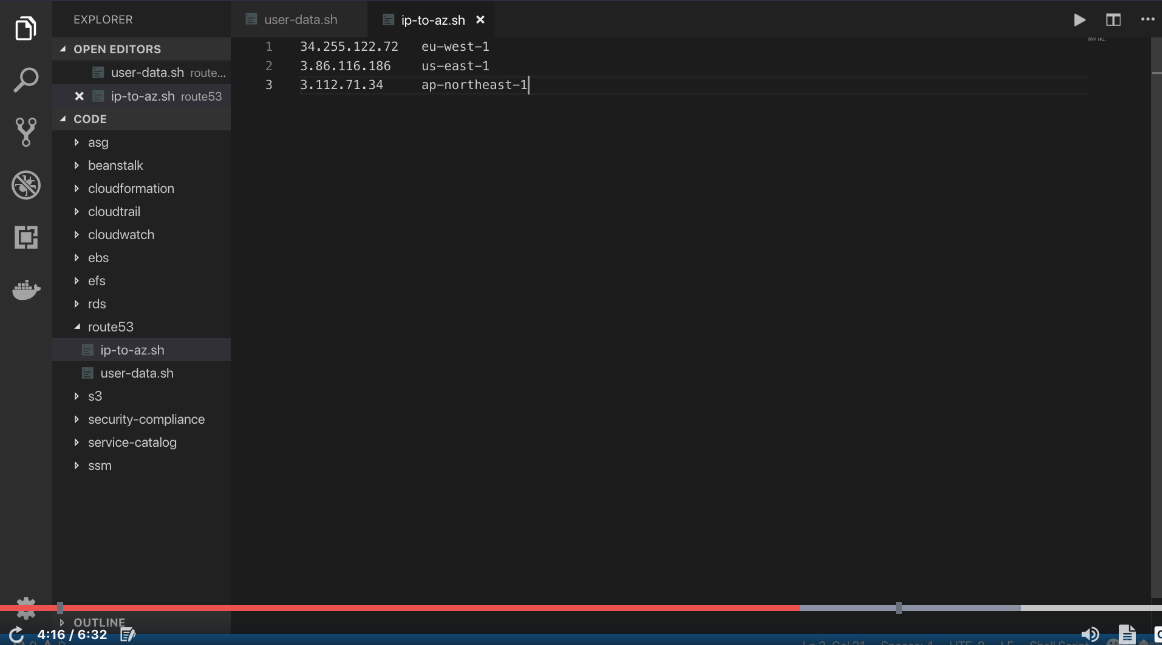 EXPLORER
OPEN EDITORS
user-data.sh route...
ip-to-az.sh route53
CODE
asg
beanstalk
cloudformation
cloudtrail
cloudwatch
ebs
efs
rds
route53
ip-to-az.sh
user-data.sh
s3
security-compliance
service-catalog
ssm
OUTLINE
user-data.sh ip-to-az.sh
1 34.255.122.72 eu-west-1
2 3.86.116.186 us-east-1
3 3.112.71.34 ap-northeast-1
4:16 / 6:32